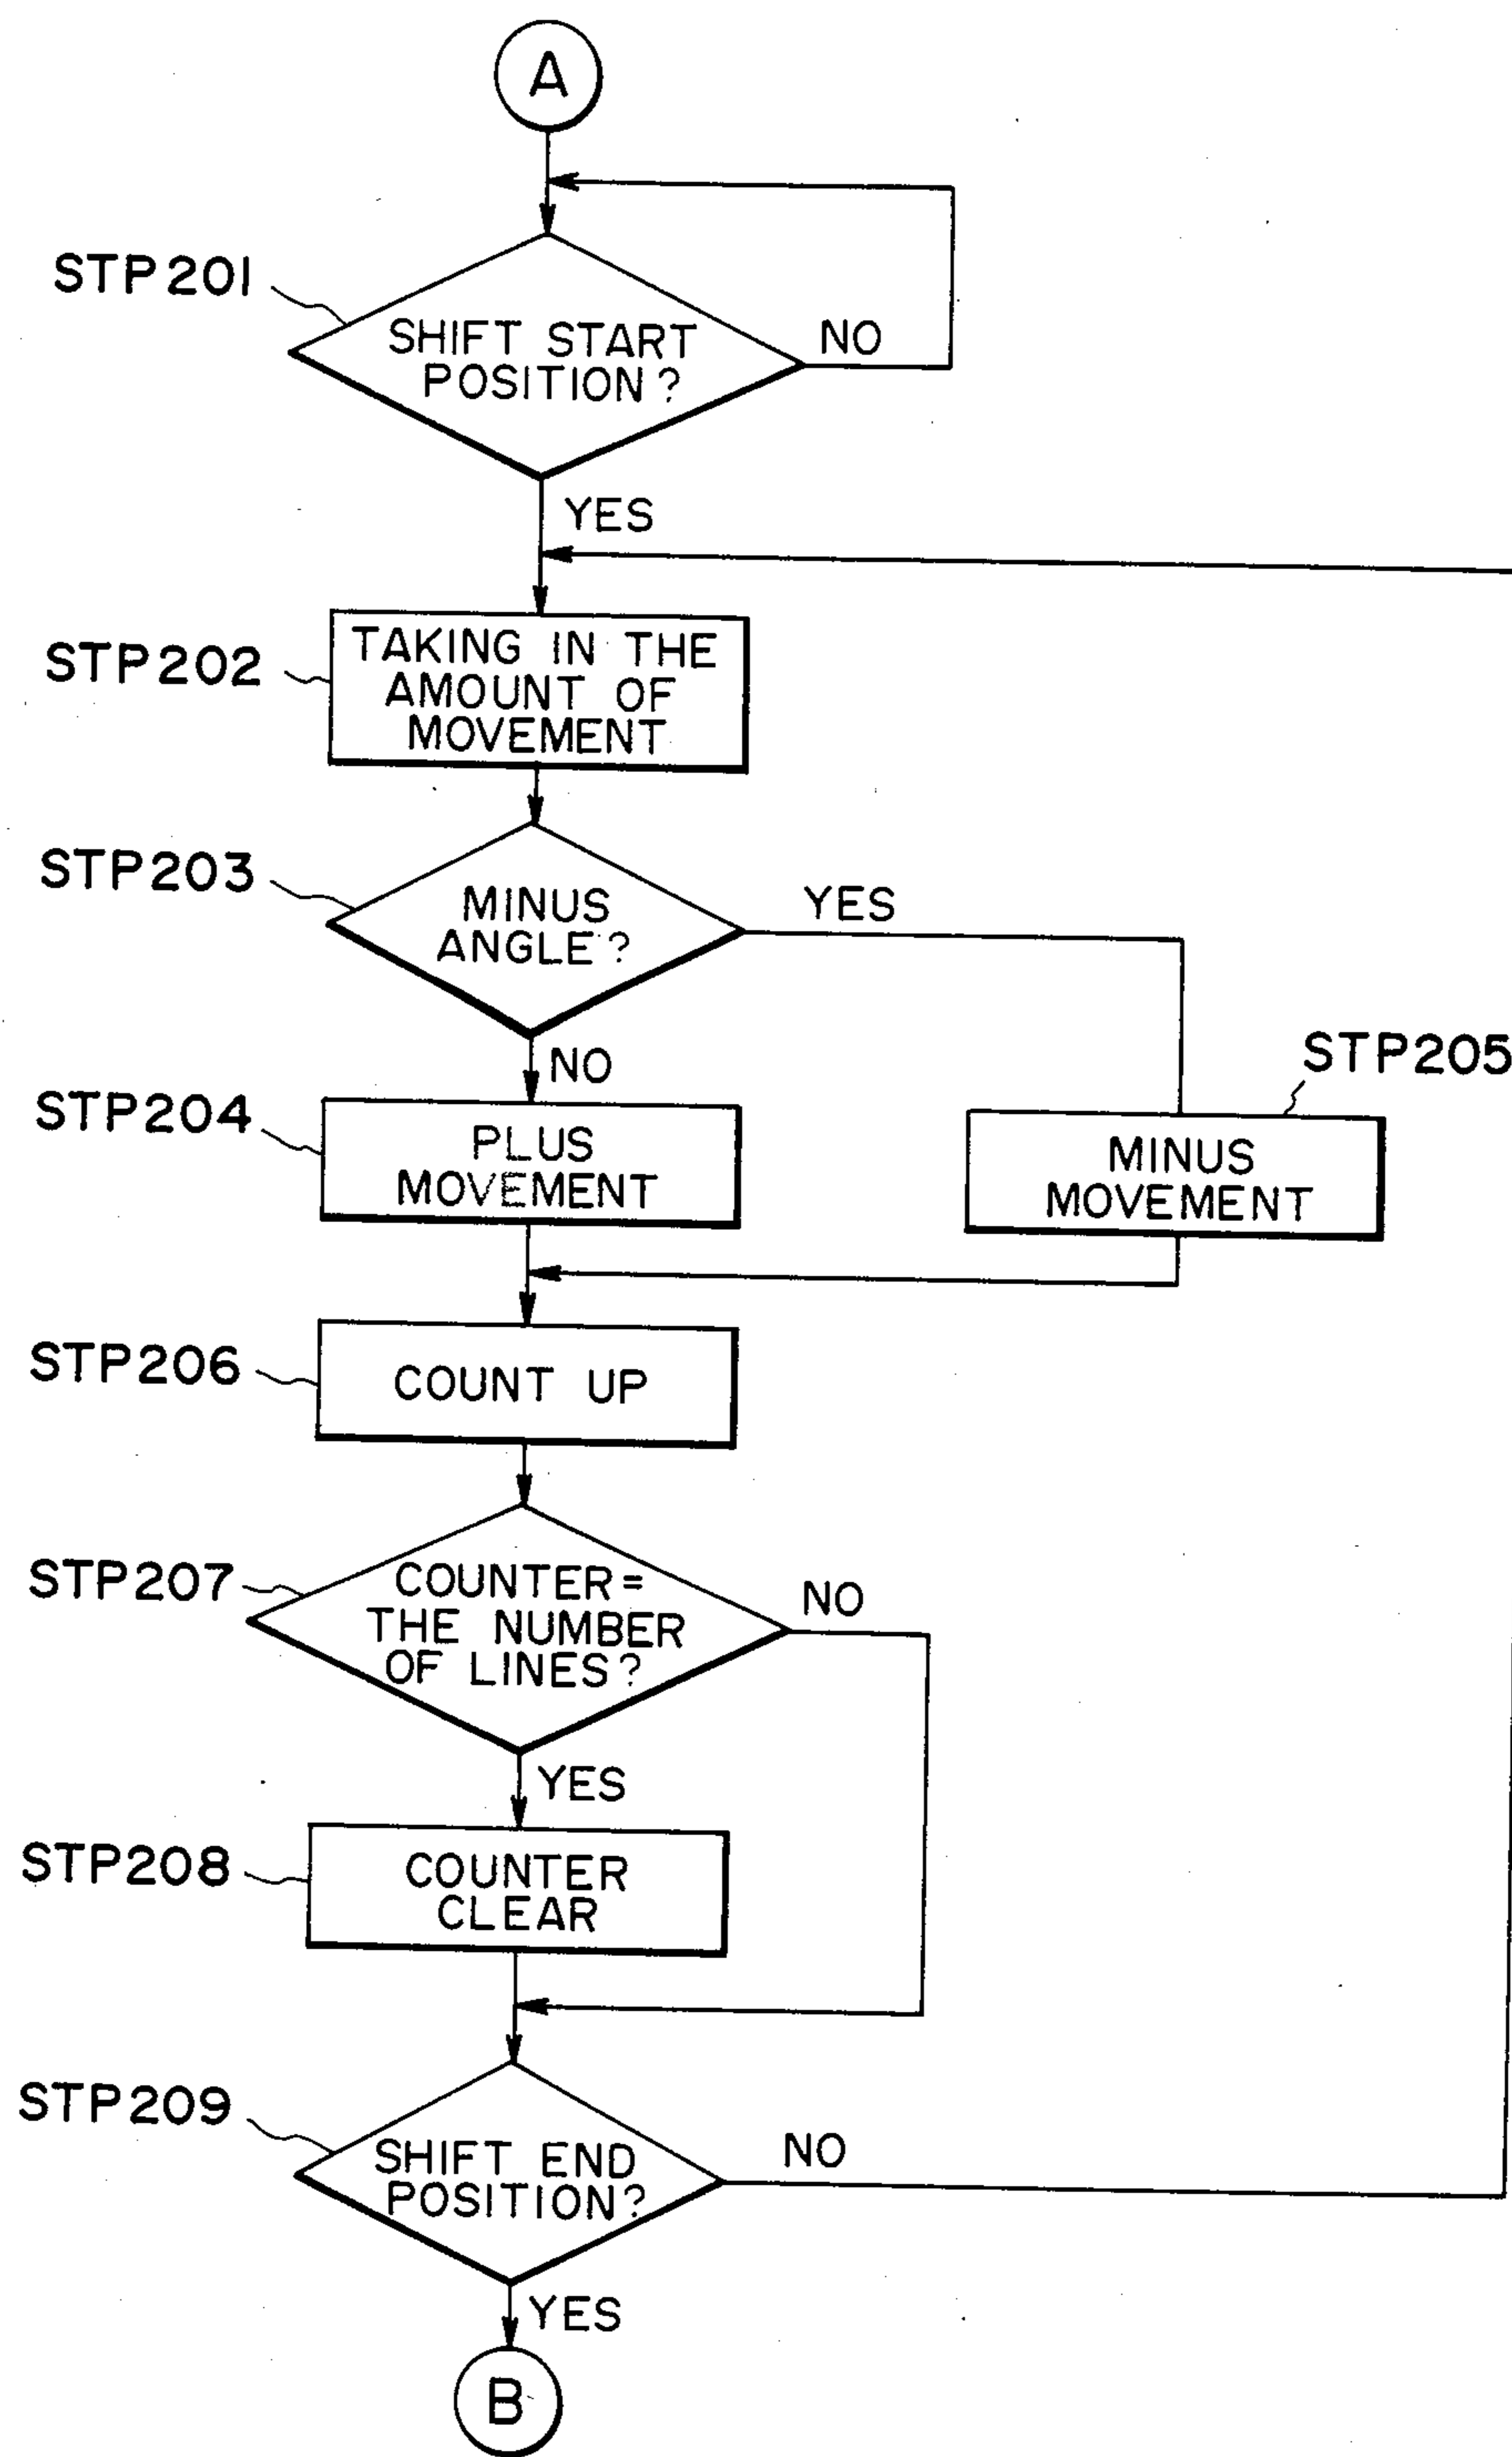 A
STP201
SHIFT START
POSITION?
NO
YES
STP202
TAKING IN THE
AMOUNT OF
MOVEMENT
STP203
MINUS
ANGLE?
YES
NO
STP204
PLUS
MOVEMENT
STP205
MINUS
MOVEMENT
STP206
COUNT UP
STP207
COUNTER=
THE NUMBER
OF LINES?
NO
YES
STP208
COUNTER
CLEAR
STP209
SHIFT END
POSITION?
NO
YES
B